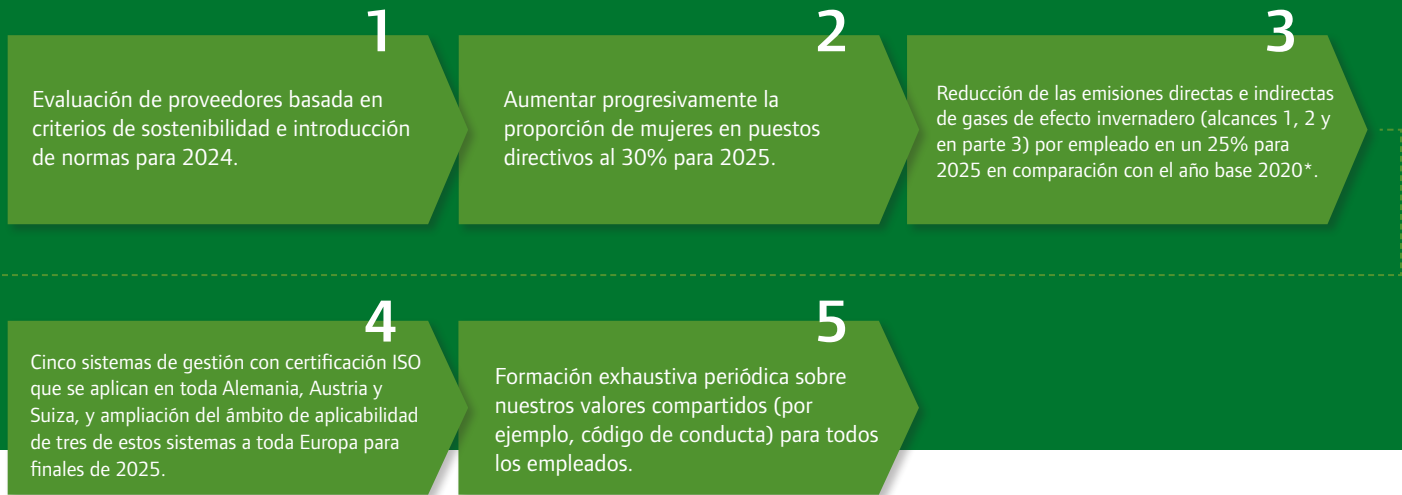 1
Evaluación de proveedores basada en
criterios de sostenibilidad e introducción
de normas para 2024.
2
Aumentar progresivamente la
proporción de mujeres en puestos
directivos al 30% para 2025.
3
Reducción de las emisiones directas e indirectas
de gases de efecto invernadero (alcances 1, 2 y
en parte 3) por empleado en un 25% para
2025 en comparación con el año base 2020*.
4
Cinco sistemas de gestión con certificación ISO
que se aplican en toda Alemania, Austria y
Suiza, y ampliación del ámbito de aplicabilidad
de tres de estos sistemas a toda Europa para
finales de 2025.
5
Formación exhaustiva periódica sobre
nuestros valores compartidos (por
ejemplo, código de conducta) para todos
los empleados.